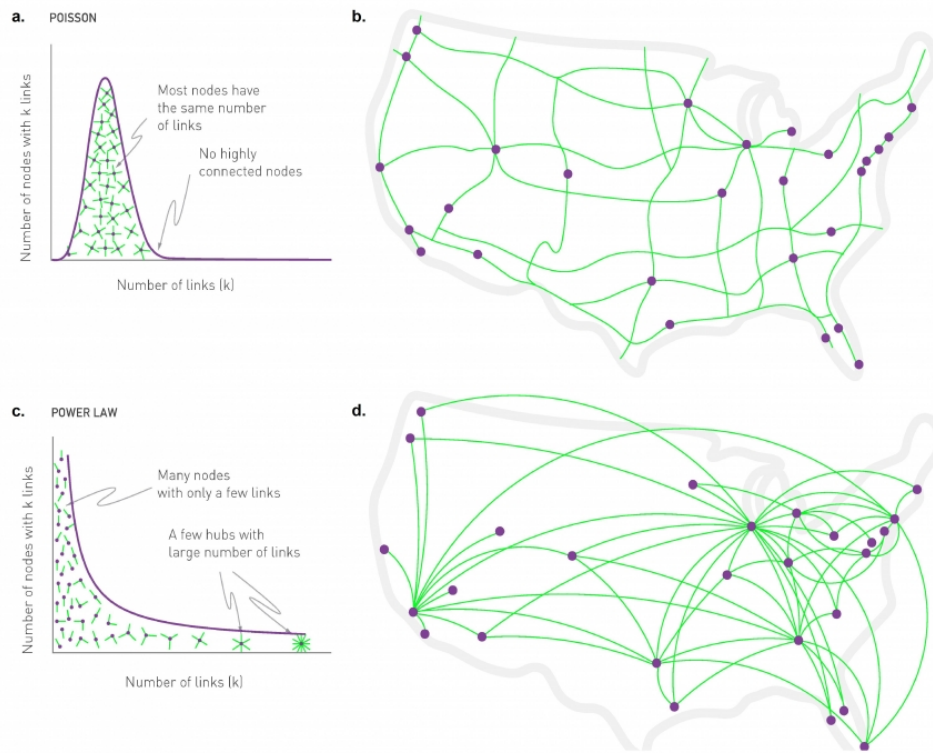 a. POISSON
Number of nodes with k links
Most nodes have
the same number
of links
No highly
connected nodes
Number of links (k)
b.
c. POWER LAW
Number of nodes with k links
Many nodes
with only a few links
A few hubs with
large number of links
Number of links (k)
d.